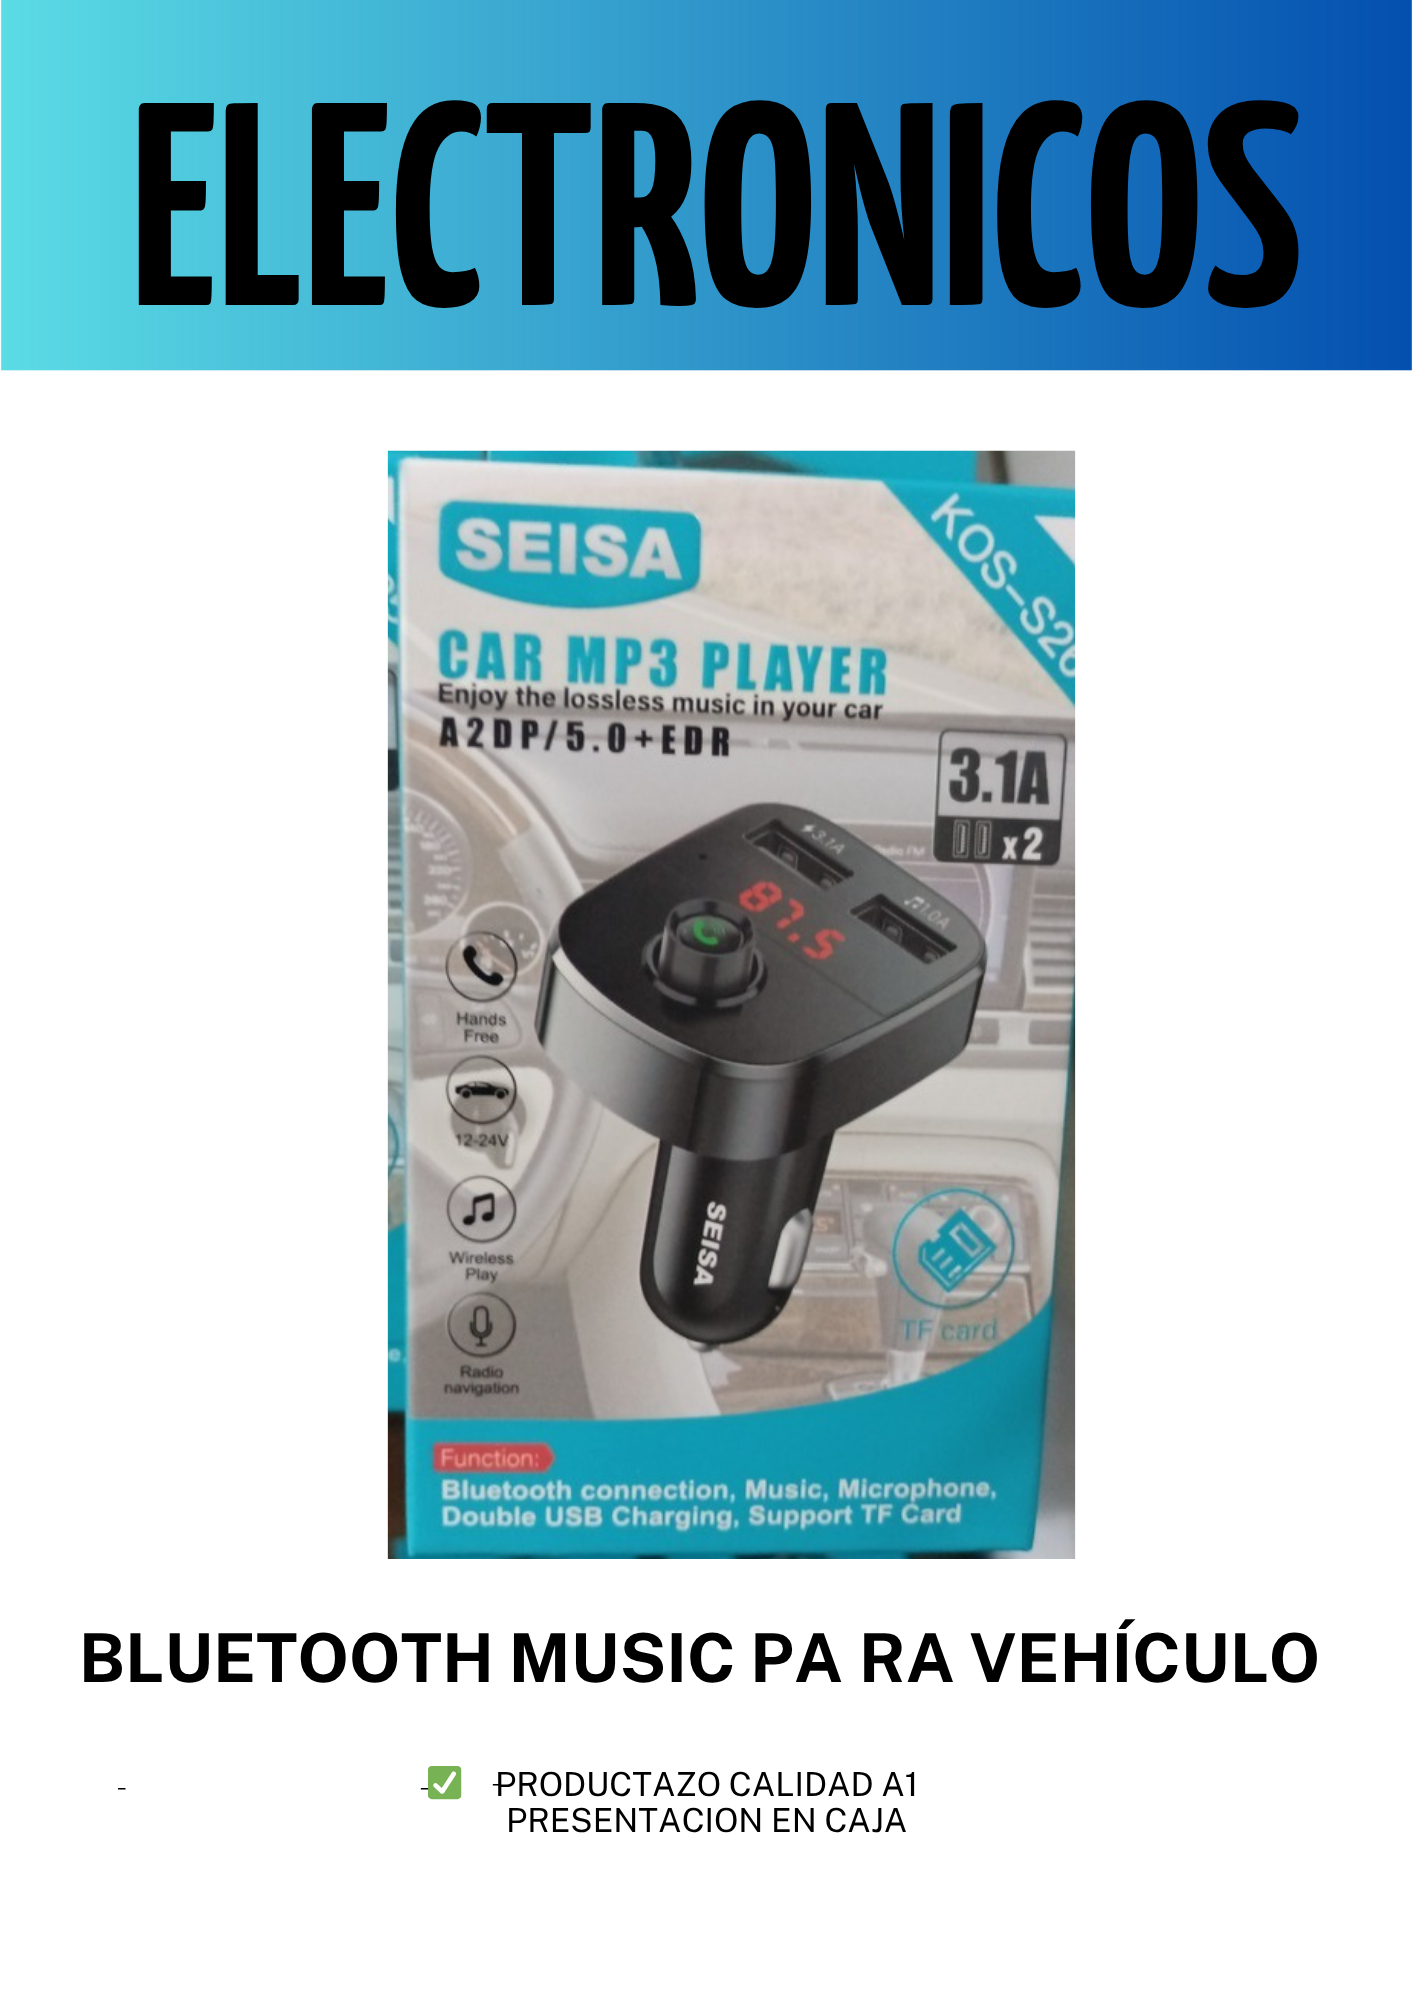 ELECTRONICOS
SEISA
CAR MP3 PLAYER
Enjoy the lossless music in your car
A2DP/5.0+EDR
3.1A
x2
3.1A
87.5
1.0A
Hands
Free
12-24V
Wireless
Play
Radio
navigation
SEISA
TF card
Function:
Bluetooth connection, Music, Microphone,
Double USB Charging, Support TF Card
BLUETOOTH MUSIC PA RA VEHÍCULO
- - ✅ -PRODUCTAZO CALIDAD A1
PRESENTACION EN CAJA